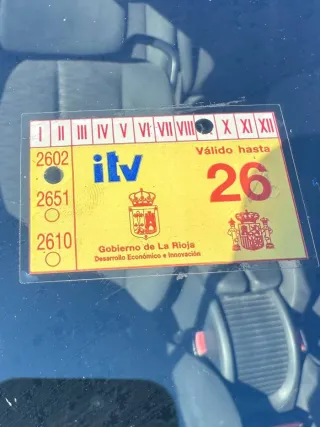 I II III IV V VI VII VIII X XI XII
2602
itv
Válido hasta
26
2651
2610
Gobierno de La Rioja
Desarrollo Económico e Innovación